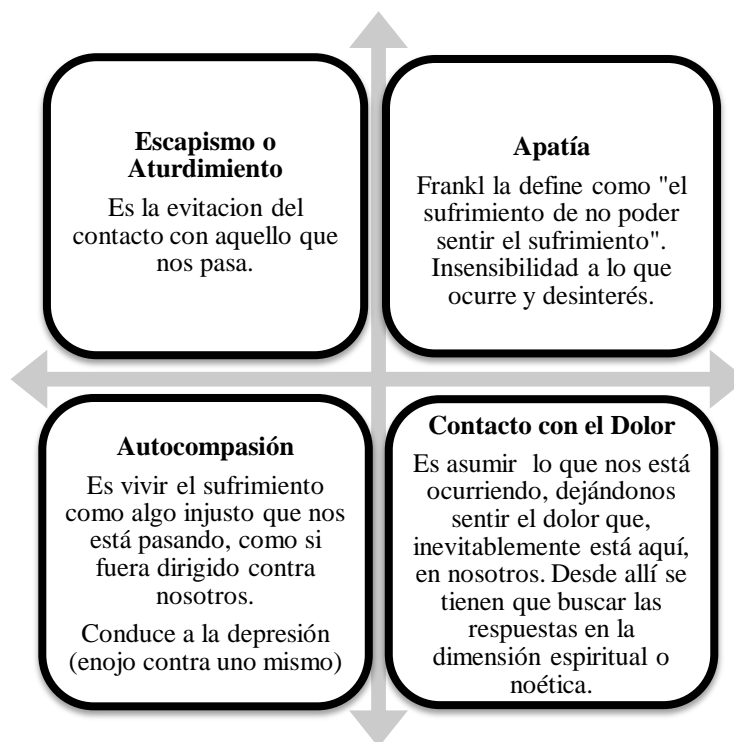 Escapismo o
Aturdimiento
Es la evitacion del
contacto con aquello que
nos pasa.
Apatía
Frankl la define como "el
sufrimiento de no poder
sentir el sufrimiento".
Insensibilidad a lo que
ocurre y desinterés.
Autocompasión
Es vivir el sufrimiento
como algo injusto que nos
está pasando, como si
fuera dirigido contra
nosotros.
Conduce a la depresión
(enojo contra uno mismo)
Contacto con el Dolor
Es asumir lo que nos está
ocurriendo, dejándonos
sentir el dolor que,
inevitablemente está aquí,
en nosotros. Desde allí se
tienen que buscar las
respuestas en la
dimensión espiritual o
noética.